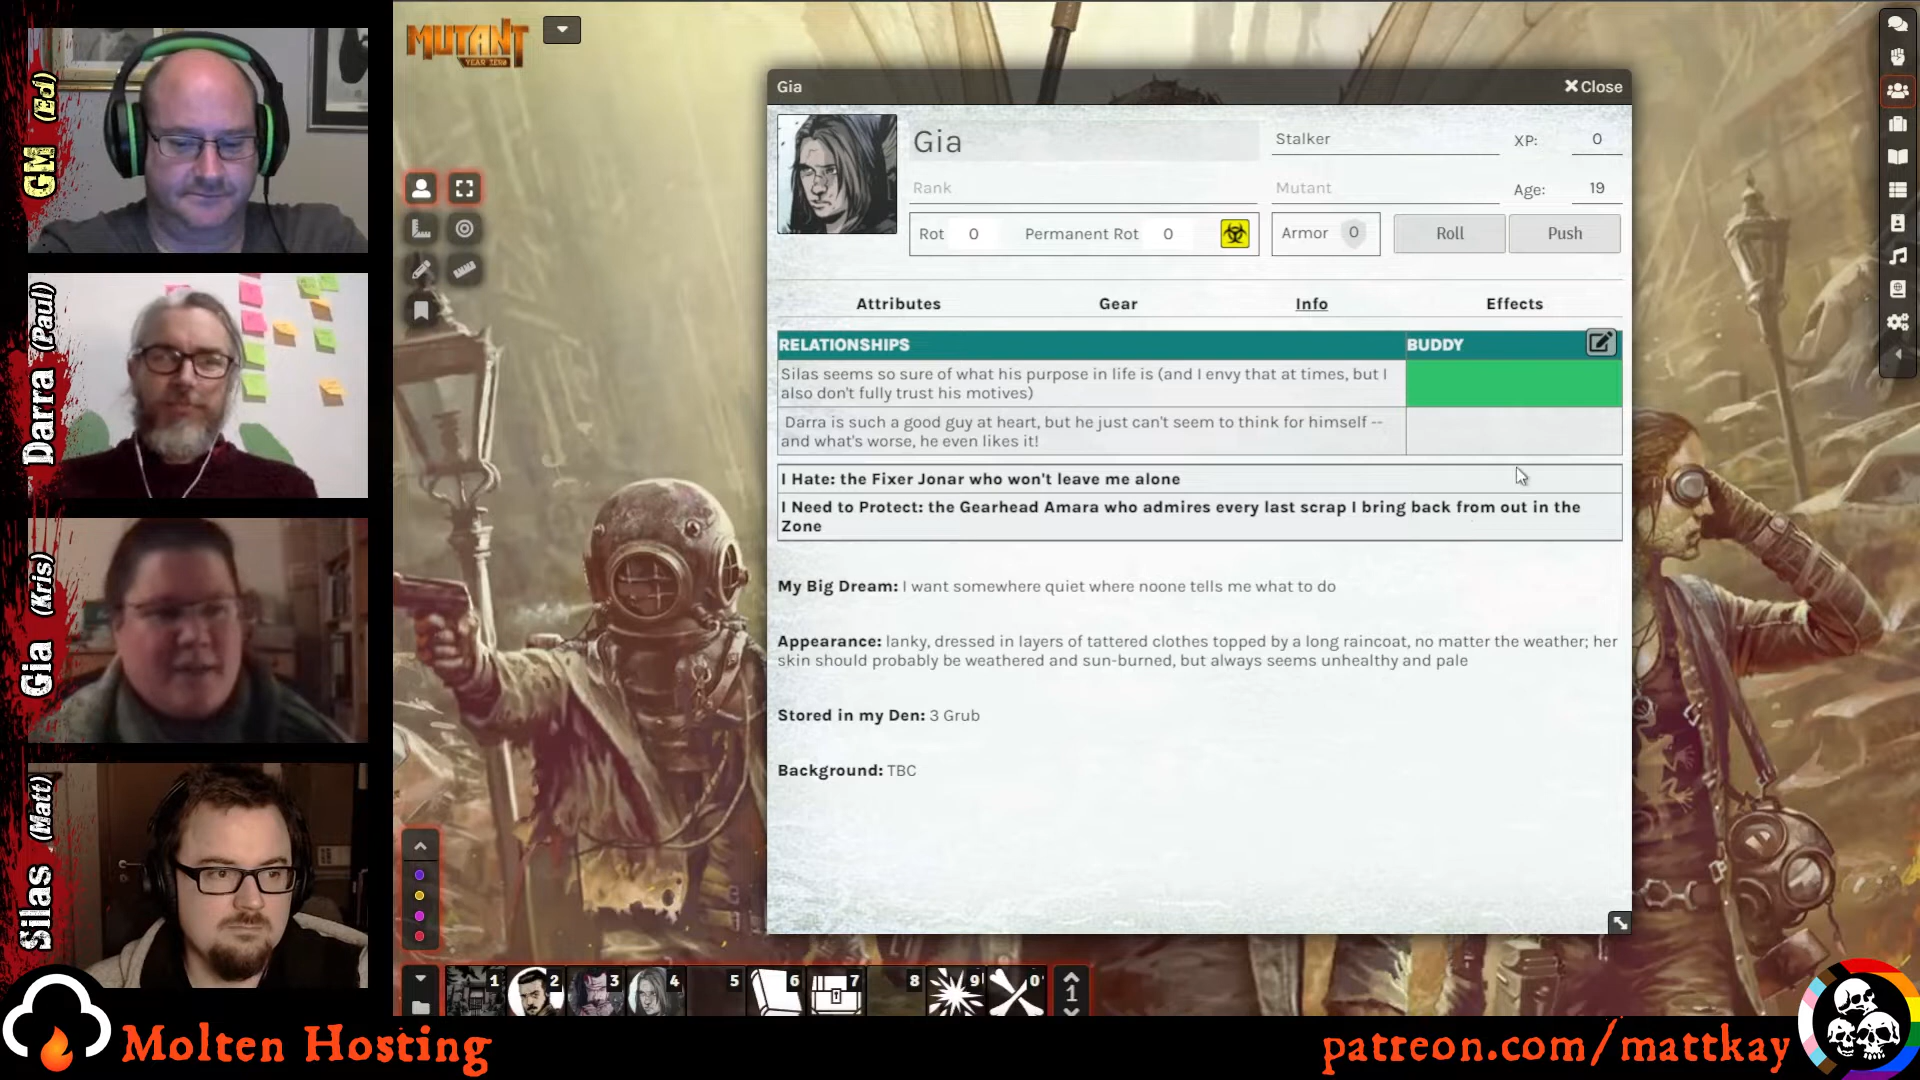 GM (Ed)
Darra (Paul)
Gia (Kris)
Silas (Matt)
MUTANT
YEAR ZERO
Gia
Close
Gia
Stalker
XP: 0
Rank
Mutant
Age: 19
Rot 0 Permanent Rot 0
Armor 0
Roll
Push
Attributes
Gear
Info
Effects
RELATIONSHIPS
BUDDY
Silas seems so sure of what his purpose in life is (and I envy that at times, but I
also don't fully trust his motives)
Darra is such a good guy at heart, but he just can't seem to think for himself --
and what's worse, he even likes it!
I Hate: the Fixer Jonar who won't leave me alone
I Need to Protect: the Gearhead Amara who admires every last scrap I bring back from out in the
Zone
My Big Dream: I want somewhere quiet where noone tells me what to do
Appearance: lanky, dressed in layers of tattered clothes topped by a long raincoat, no matter the weather; her
skin should probably be weathered and sun-burned, but always seems unhealthy and pale
Stored in my Den: 3 Grub
Background: TBC
1 2 3 4 5 6 7 8 9 0
1
Molten Hosting
patreon.com/mattkay